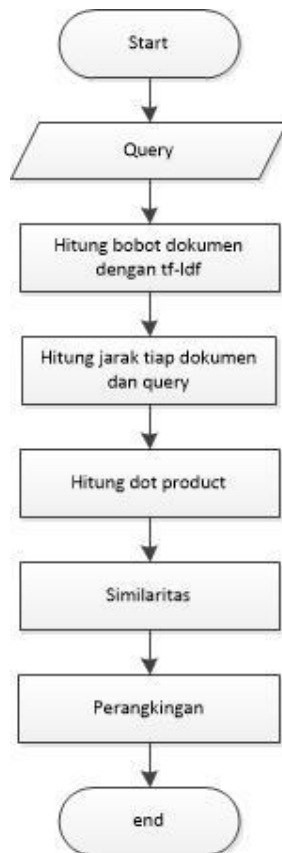 Start
Query
Hitung bobot dokumen
dengan tf-Idf
Hitung jarak tiap dokumen
dan query
Hitung dot product
Similaritas
Perangkingan
end